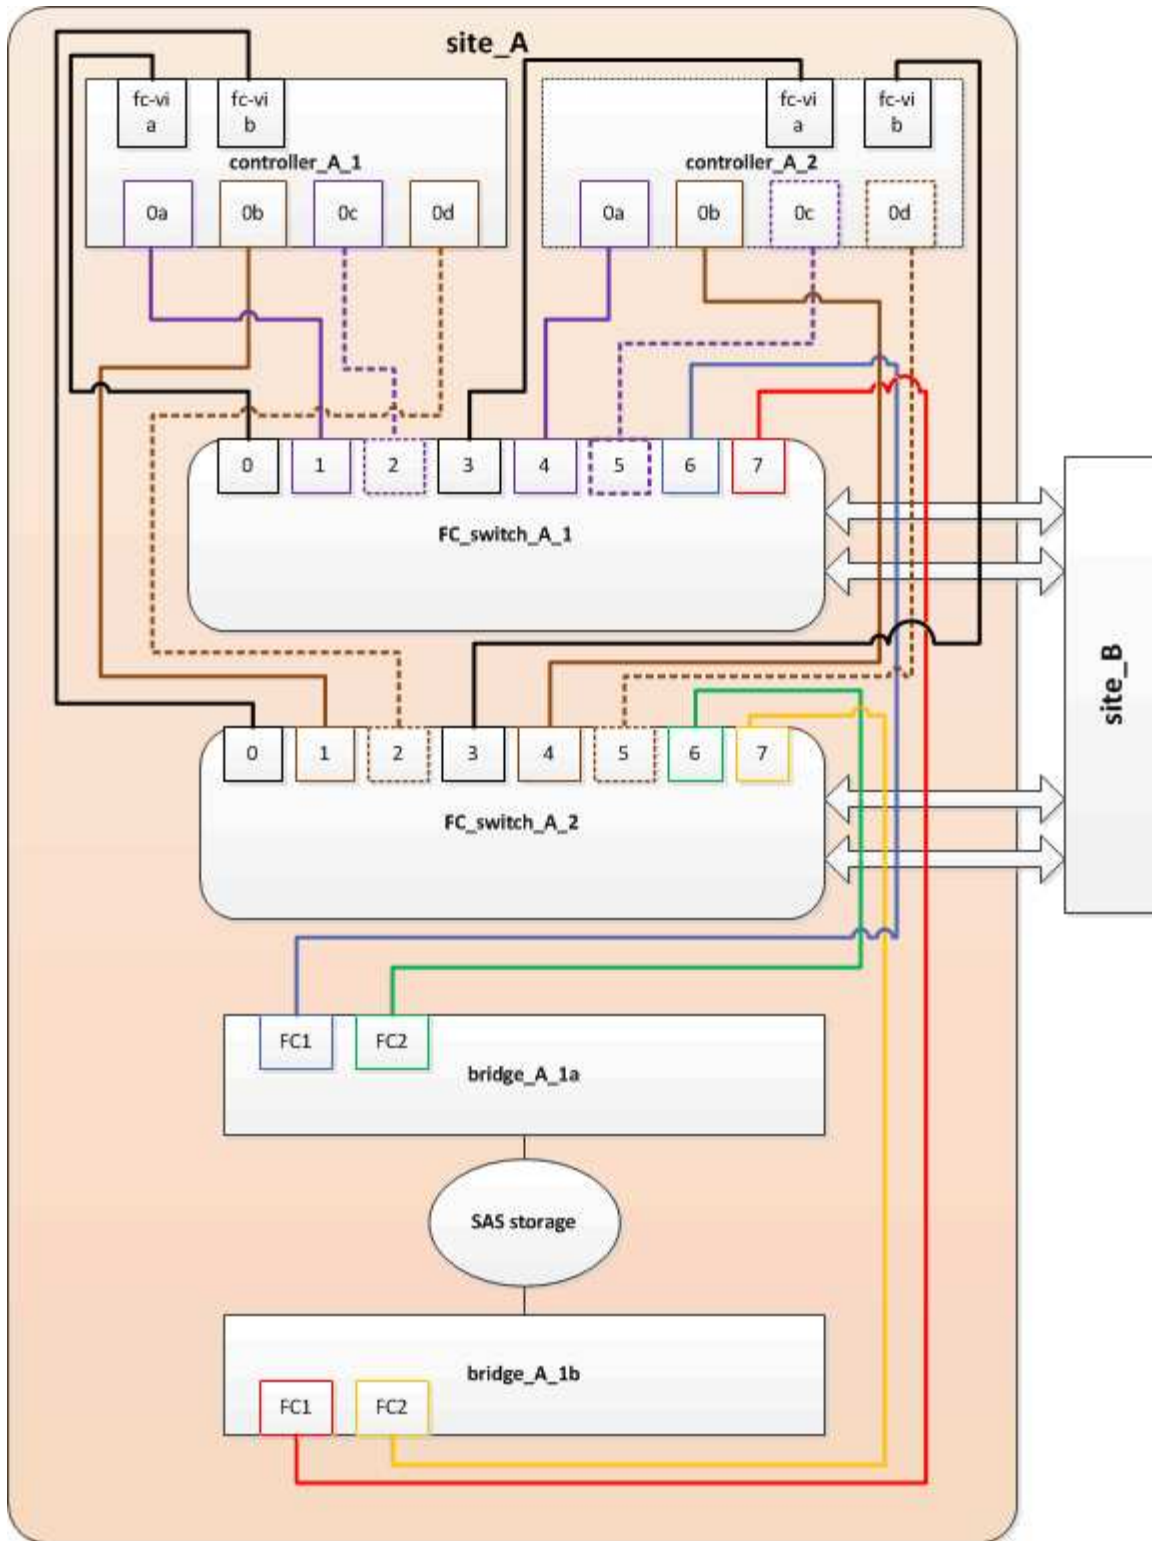 site_A
fc-vi
a
fc-vi
b
fc-vi
a
fc-vi
b
controller_A_1
controller_A_2
0a
0b
0c
0d
0a
0b
0c
0d
0
1
2
3
4
5
6
7
FC_switch_A_1
site_B
0
1
2
3
4
5
6
7
FC_switch_A_2
FC1
FC2
bridge_A_1a
SAS storage
bridge_A_1b
FC1
FC2